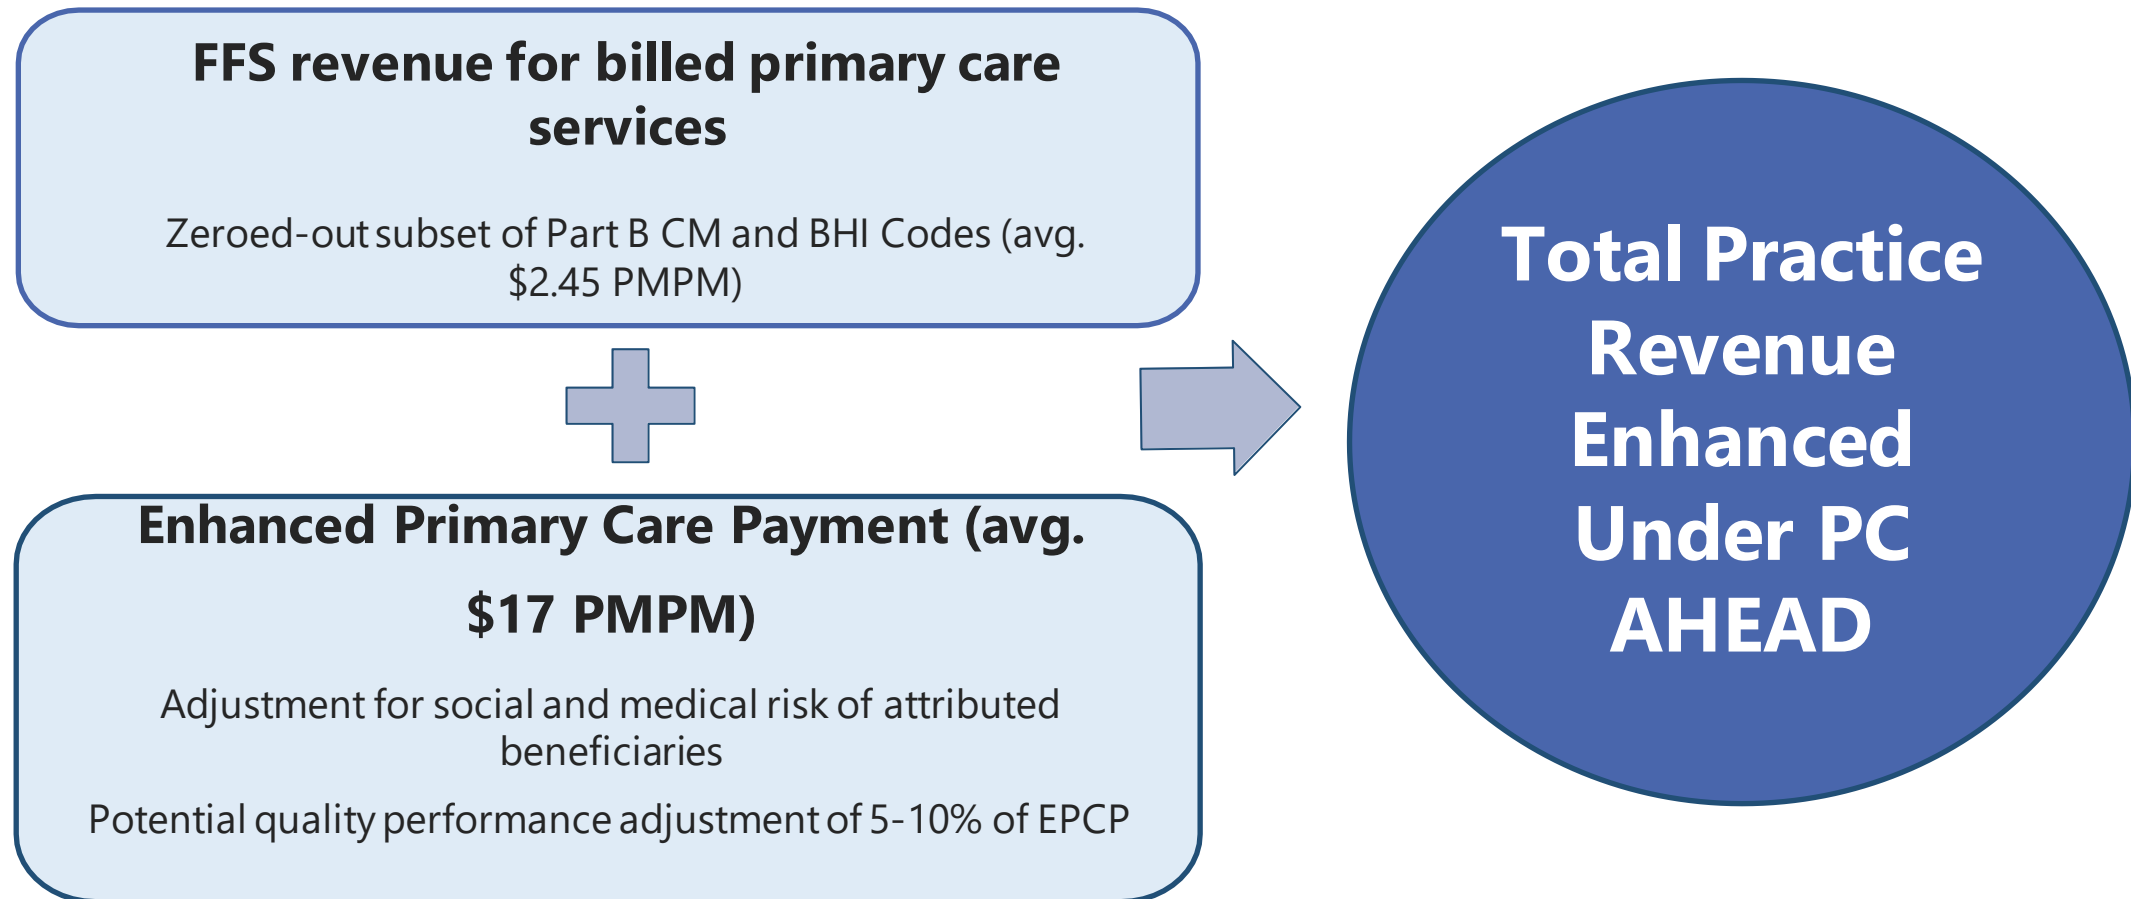 FFS revenue for billed primary care
services
Zeroed-out subset of Part B CM and BHI Codes (avg.
$2.45 PMPM)
Enhanced Primary Care Payment (avg.
$17 PMPM)
Adjustment for social and medical risk of attributed
beneficiaries
Potential quality performance adjustment of 5-10% of EPCP
Total Practice
Revenue
Enhanced
Under PC
AHEAD